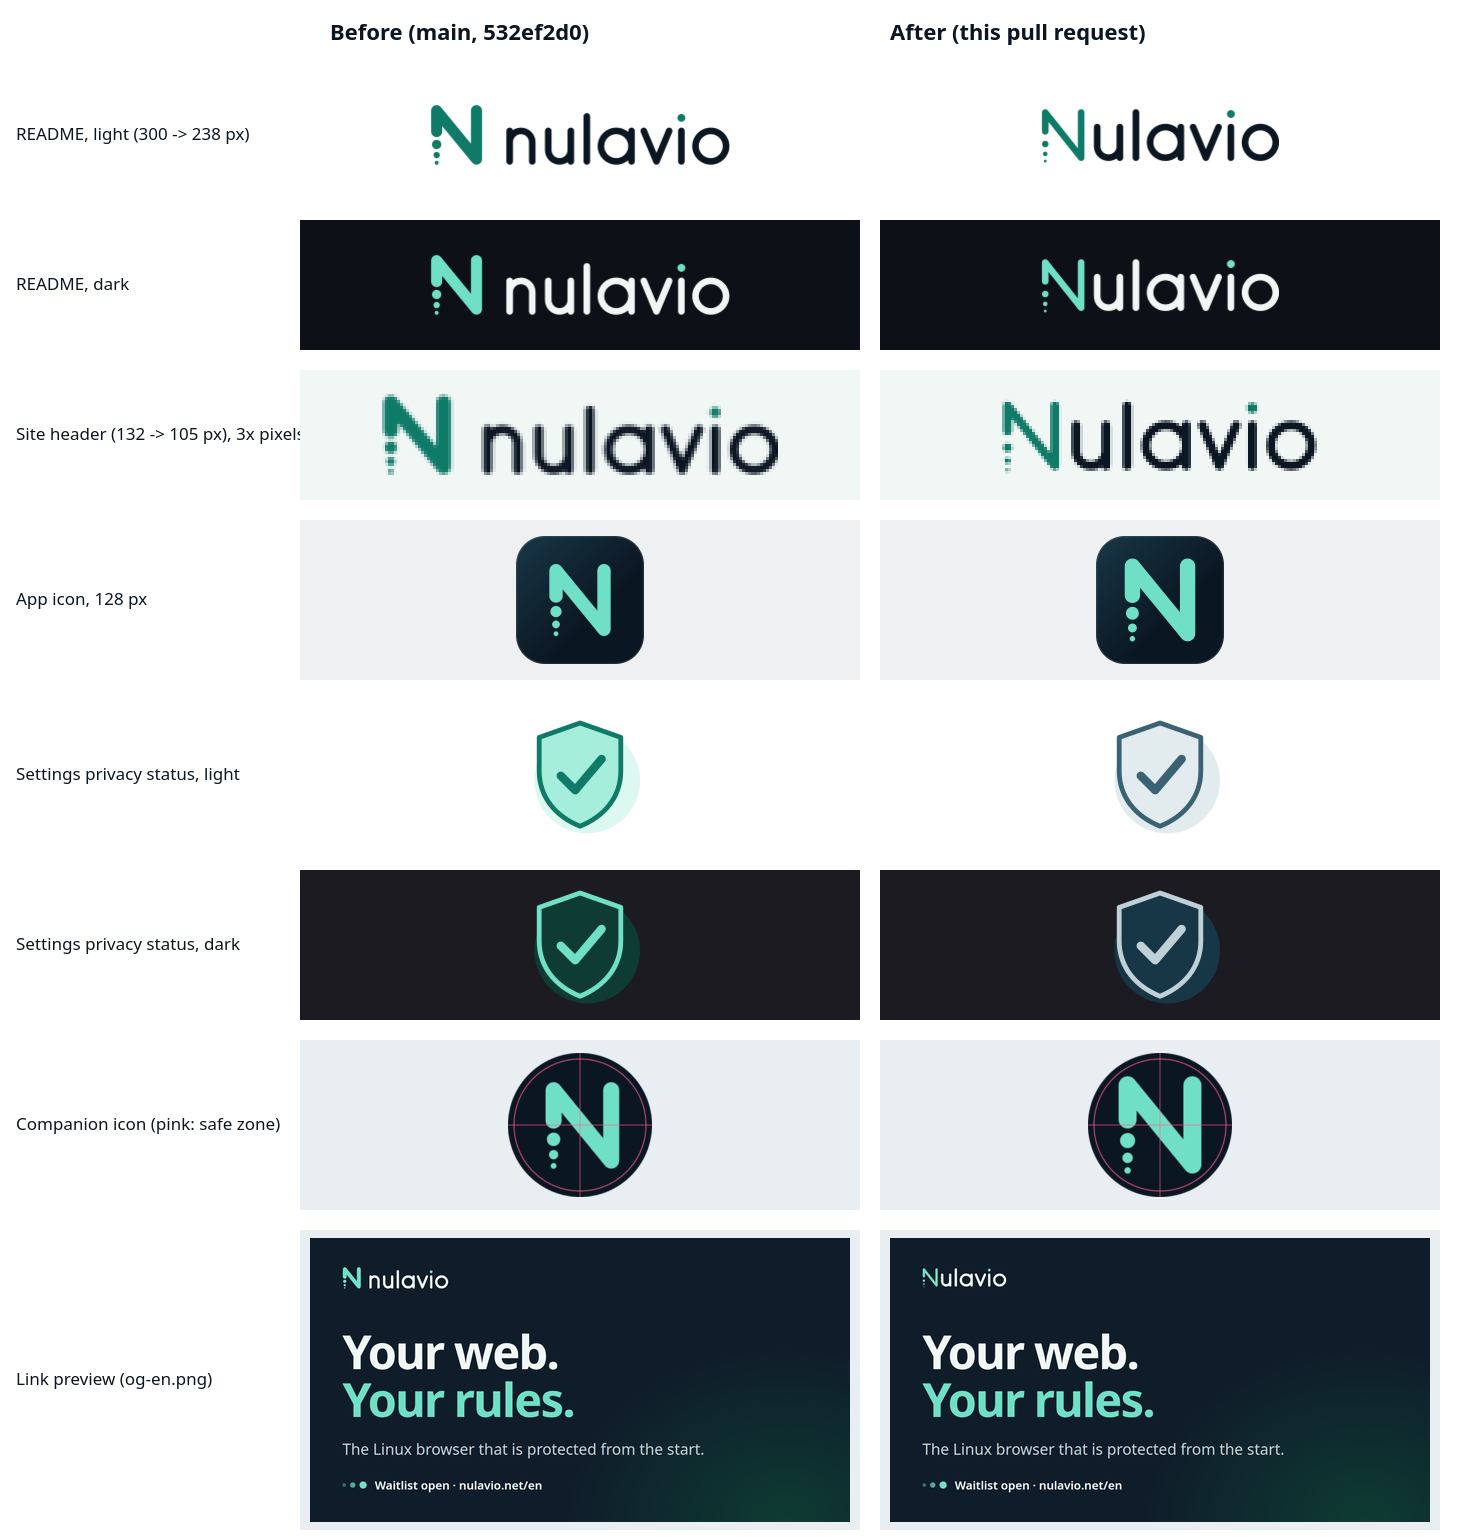 Before (main, 532ef2d0)
After (this pull request)
README, light (300 -> 238 px)
N nulavio
Nulavio
README, dark
N nulavio
Nulavio
Site header (132 -> 105 px), 3x pixels
N nulavio
Nulavio
App icon, 128 px
N
N
Settings privacy status, light
Settings privacy status, dark
Companion icon (pink: safe zone)
N
N
Link preview (og-en.png)
N nulavio
Your web.
Your rules.
The Linux browser that is protected from the start.
Waitlist open · nulavio.net/en
Nulavio
Your web.
Your rules.
The Linux browser that is protected from the start.
Waitlist open · nulavio.net/en